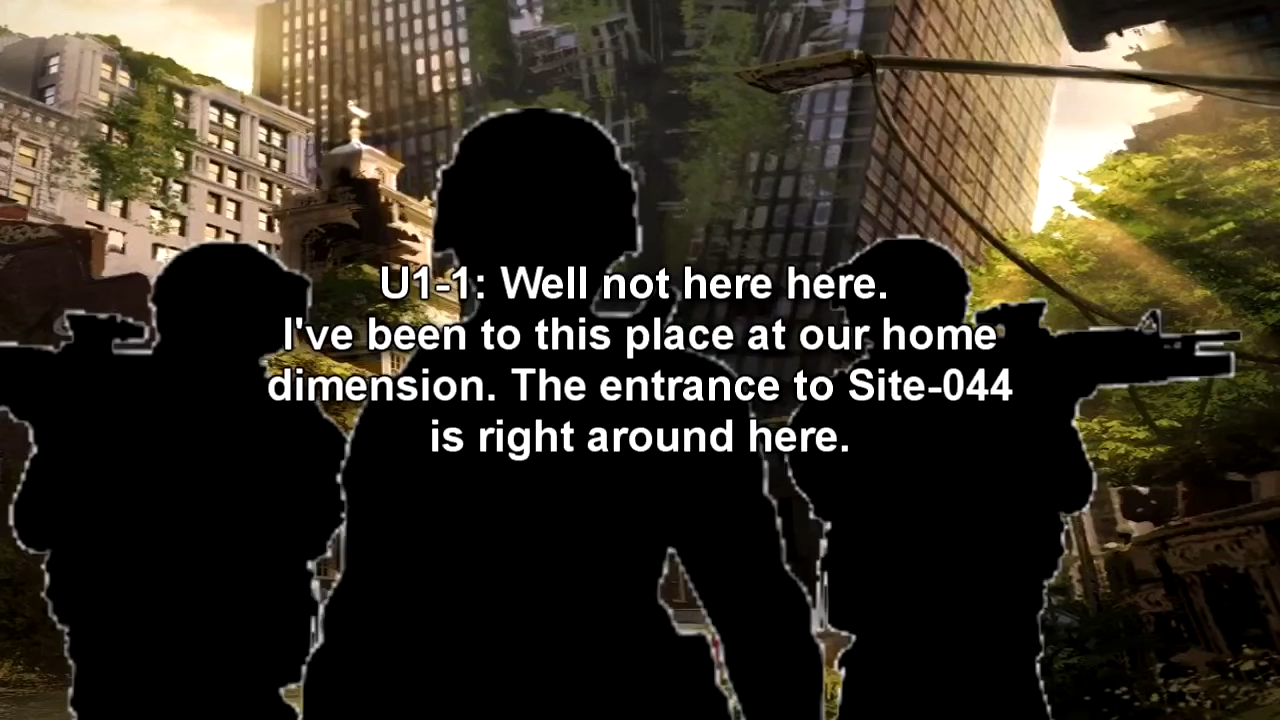 U1-1: Well not here here.
I've been to this place at our home
dimension. The entrance to Site-044
is right around here.